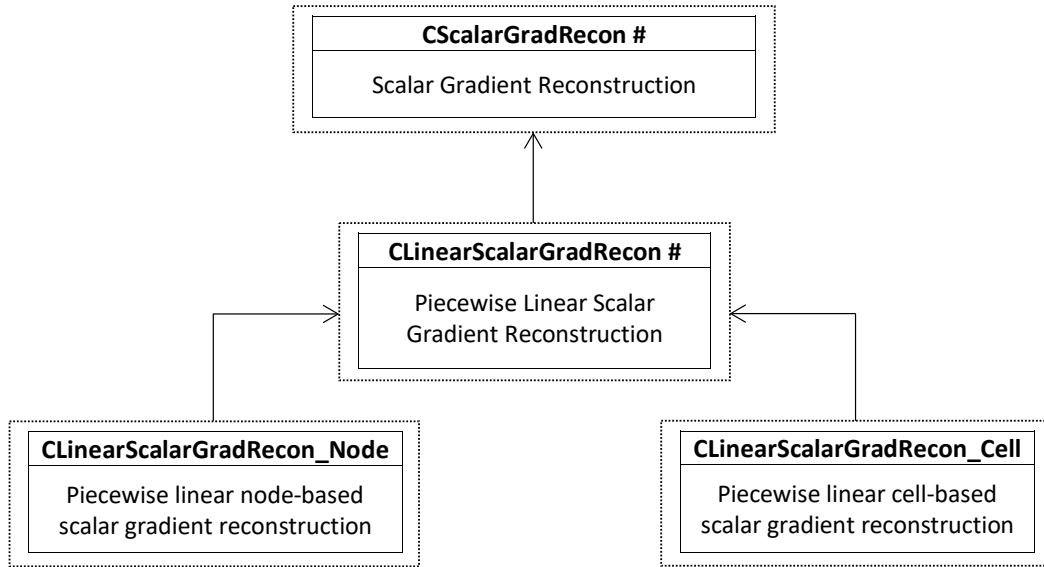 CScalarGradRecon #
Scalar Gradient Reconstruction
CLinearScalarGradRecon #
Piecewise Linear Scalar
Gradient Reconstruction
CLinearScalarGradRecon_Node
Piecewise linear node-based
scalar gradient reconstruction
CLinearScalarGradRecon_Cell
Piecewise linear cell-based
scalar gradient reconstruction